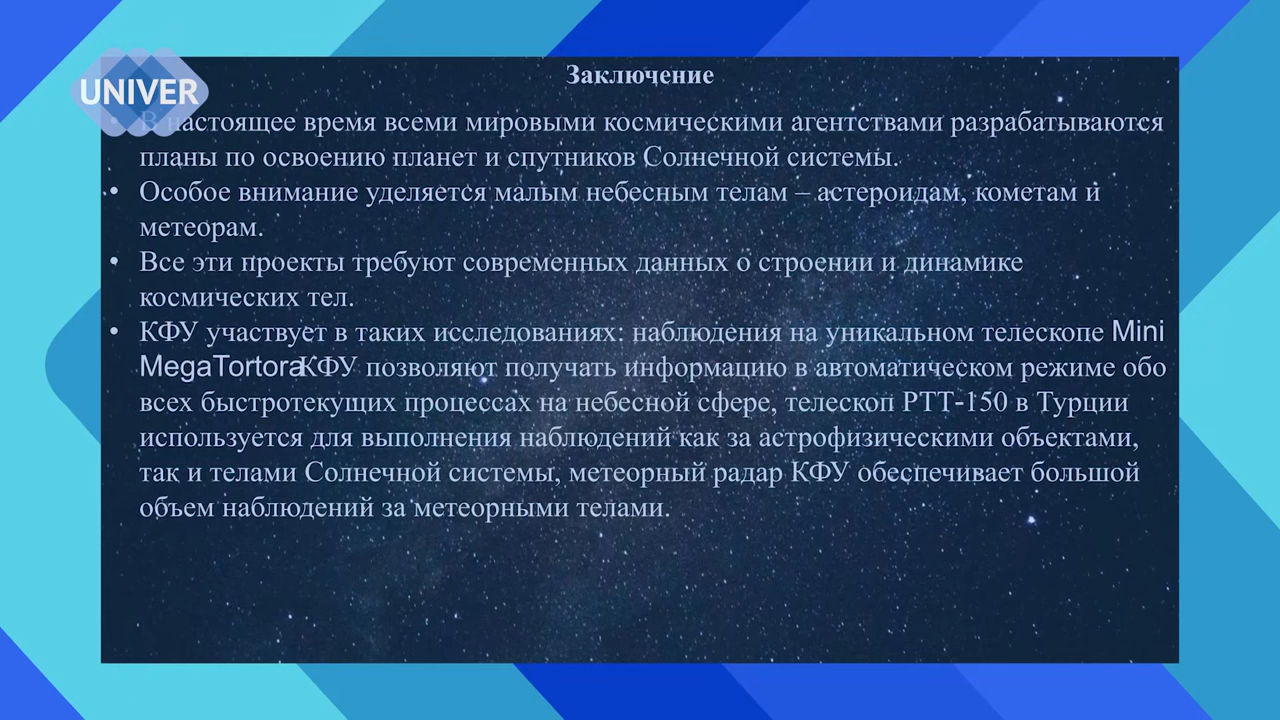 UNIVER
Заключение
• В настоящее время всеми мировыми космическими агентствами разрабатываются
планы по освоению планет и спутников Солнечной системы.
• Особое внимание уделяется малым небесным телам – астероидам, кометам и
метеорам.
• Все эти проекты требуют современных данных о строении и динамике
космических тел.
• КФУ участвует в таких исследованиях: наблюдения на уникальном телескопе Mini
MegaTortora КФУ позволяют получать информацию в автоматическом режиме обо
всех быстротекущих процессах на небесной сфере, телескоп РТТ-150 в Турции
используется для выполнения наблюдений как за астрофизическими объектами,
так и телами Солнечной системы, метеорный радар КФУ обеспечивает большой
объем наблюдений за метеорными телами.